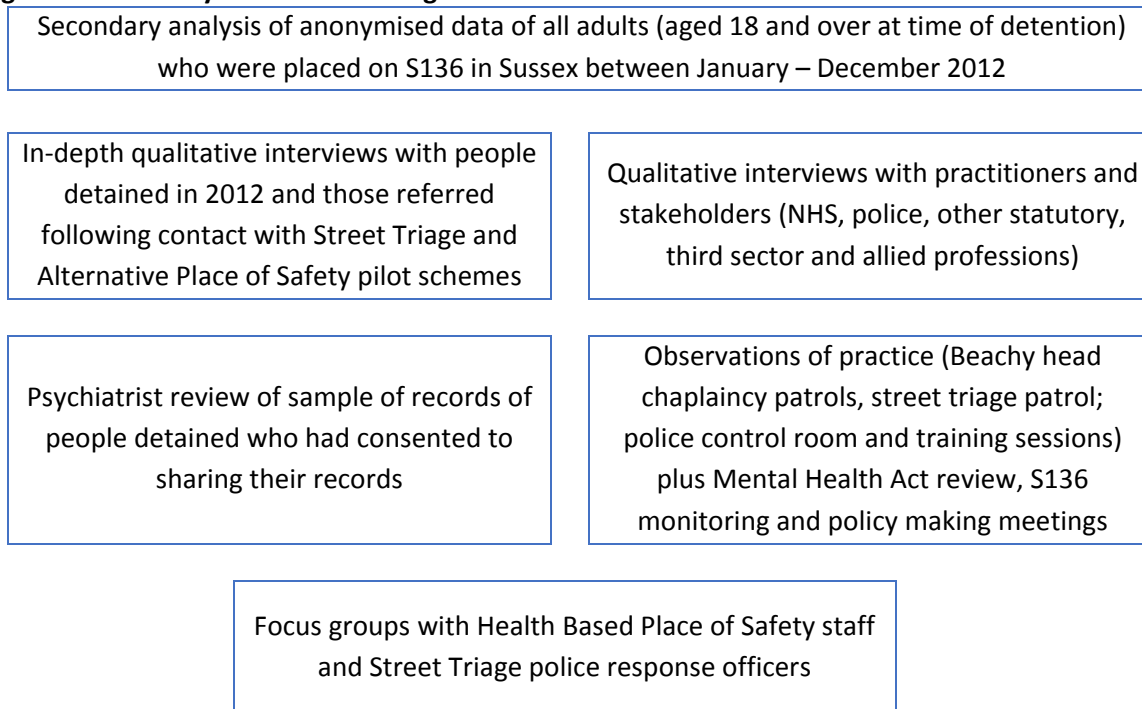 Secondary analysis of anonymised data of all adults (aged 18 and over at time of detention)
who were placed on S136 in Sussex between January – December 2012
In-depth qualitative interviews with people
detained in 2012 and those referred
following contact with Street Triage and
Alternative Place of Safety pilot schemes
Qualitative interviews with practitioners and
stakeholders (NHS, police, other statutory,
third sector and allied professions)
Psychiatrist review of sample of records of
people detained who had consented to
sharing their records
Observations of practice (Beachy head
chaplaincy patrols, street triage patrol;
police control room and training sessions)
plus Mental Health Act review, S136
monitoring and policy making meetings
Focus groups with Health Based Place of Safety staff
and Street Triage police response officers